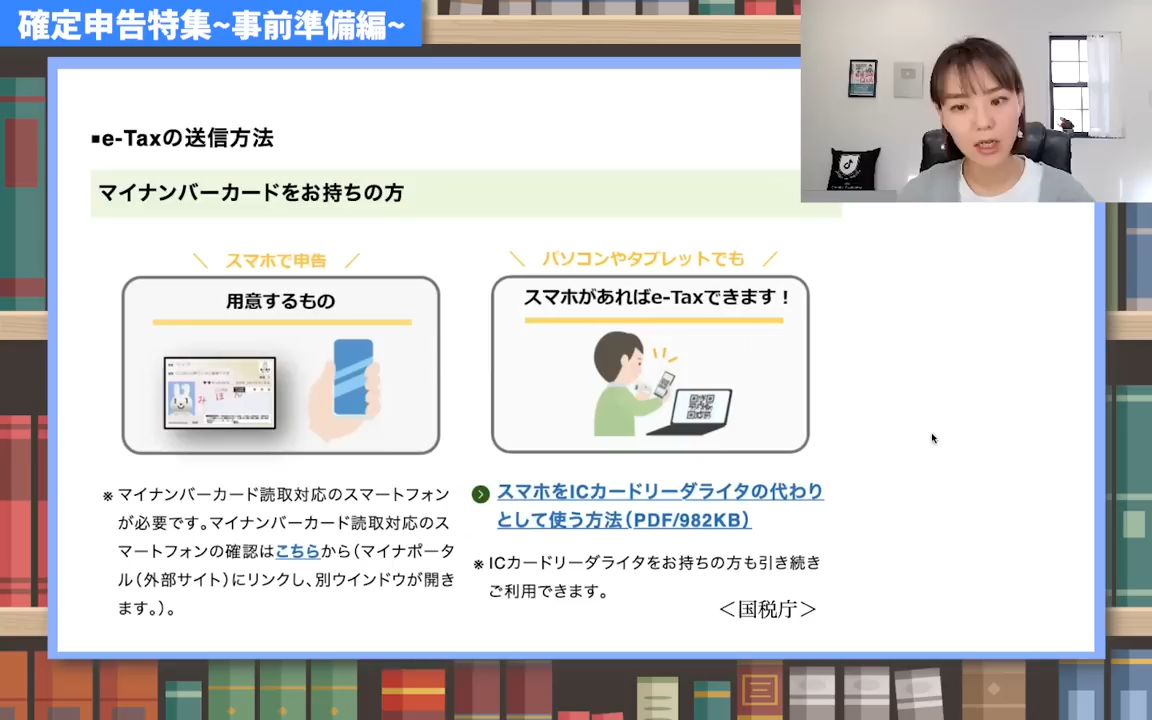 確定申告特集~事前準備編~
▪e-Taxの送信方法
マイナンバーカードをお持ちの方
スマホで申告
用意するもの
※マイナンバーカード読取対応のスマートフォン
が必要です。マイナンバーカード読取対応のス
マートフォンの確認はこちらから（マイナポータ
ル（外部サイト）にリンクし、別ウインドウが開き
ます。）。
パソコンやタブレットでも
スマホがあればe-Taxできます！
スマホをICカードリーダライタの代わり
として使う方法（PDF/982KB）
※ICカードリーダライタをお持ちの方も引き続き
ご利用できます。
＜国税庁＞